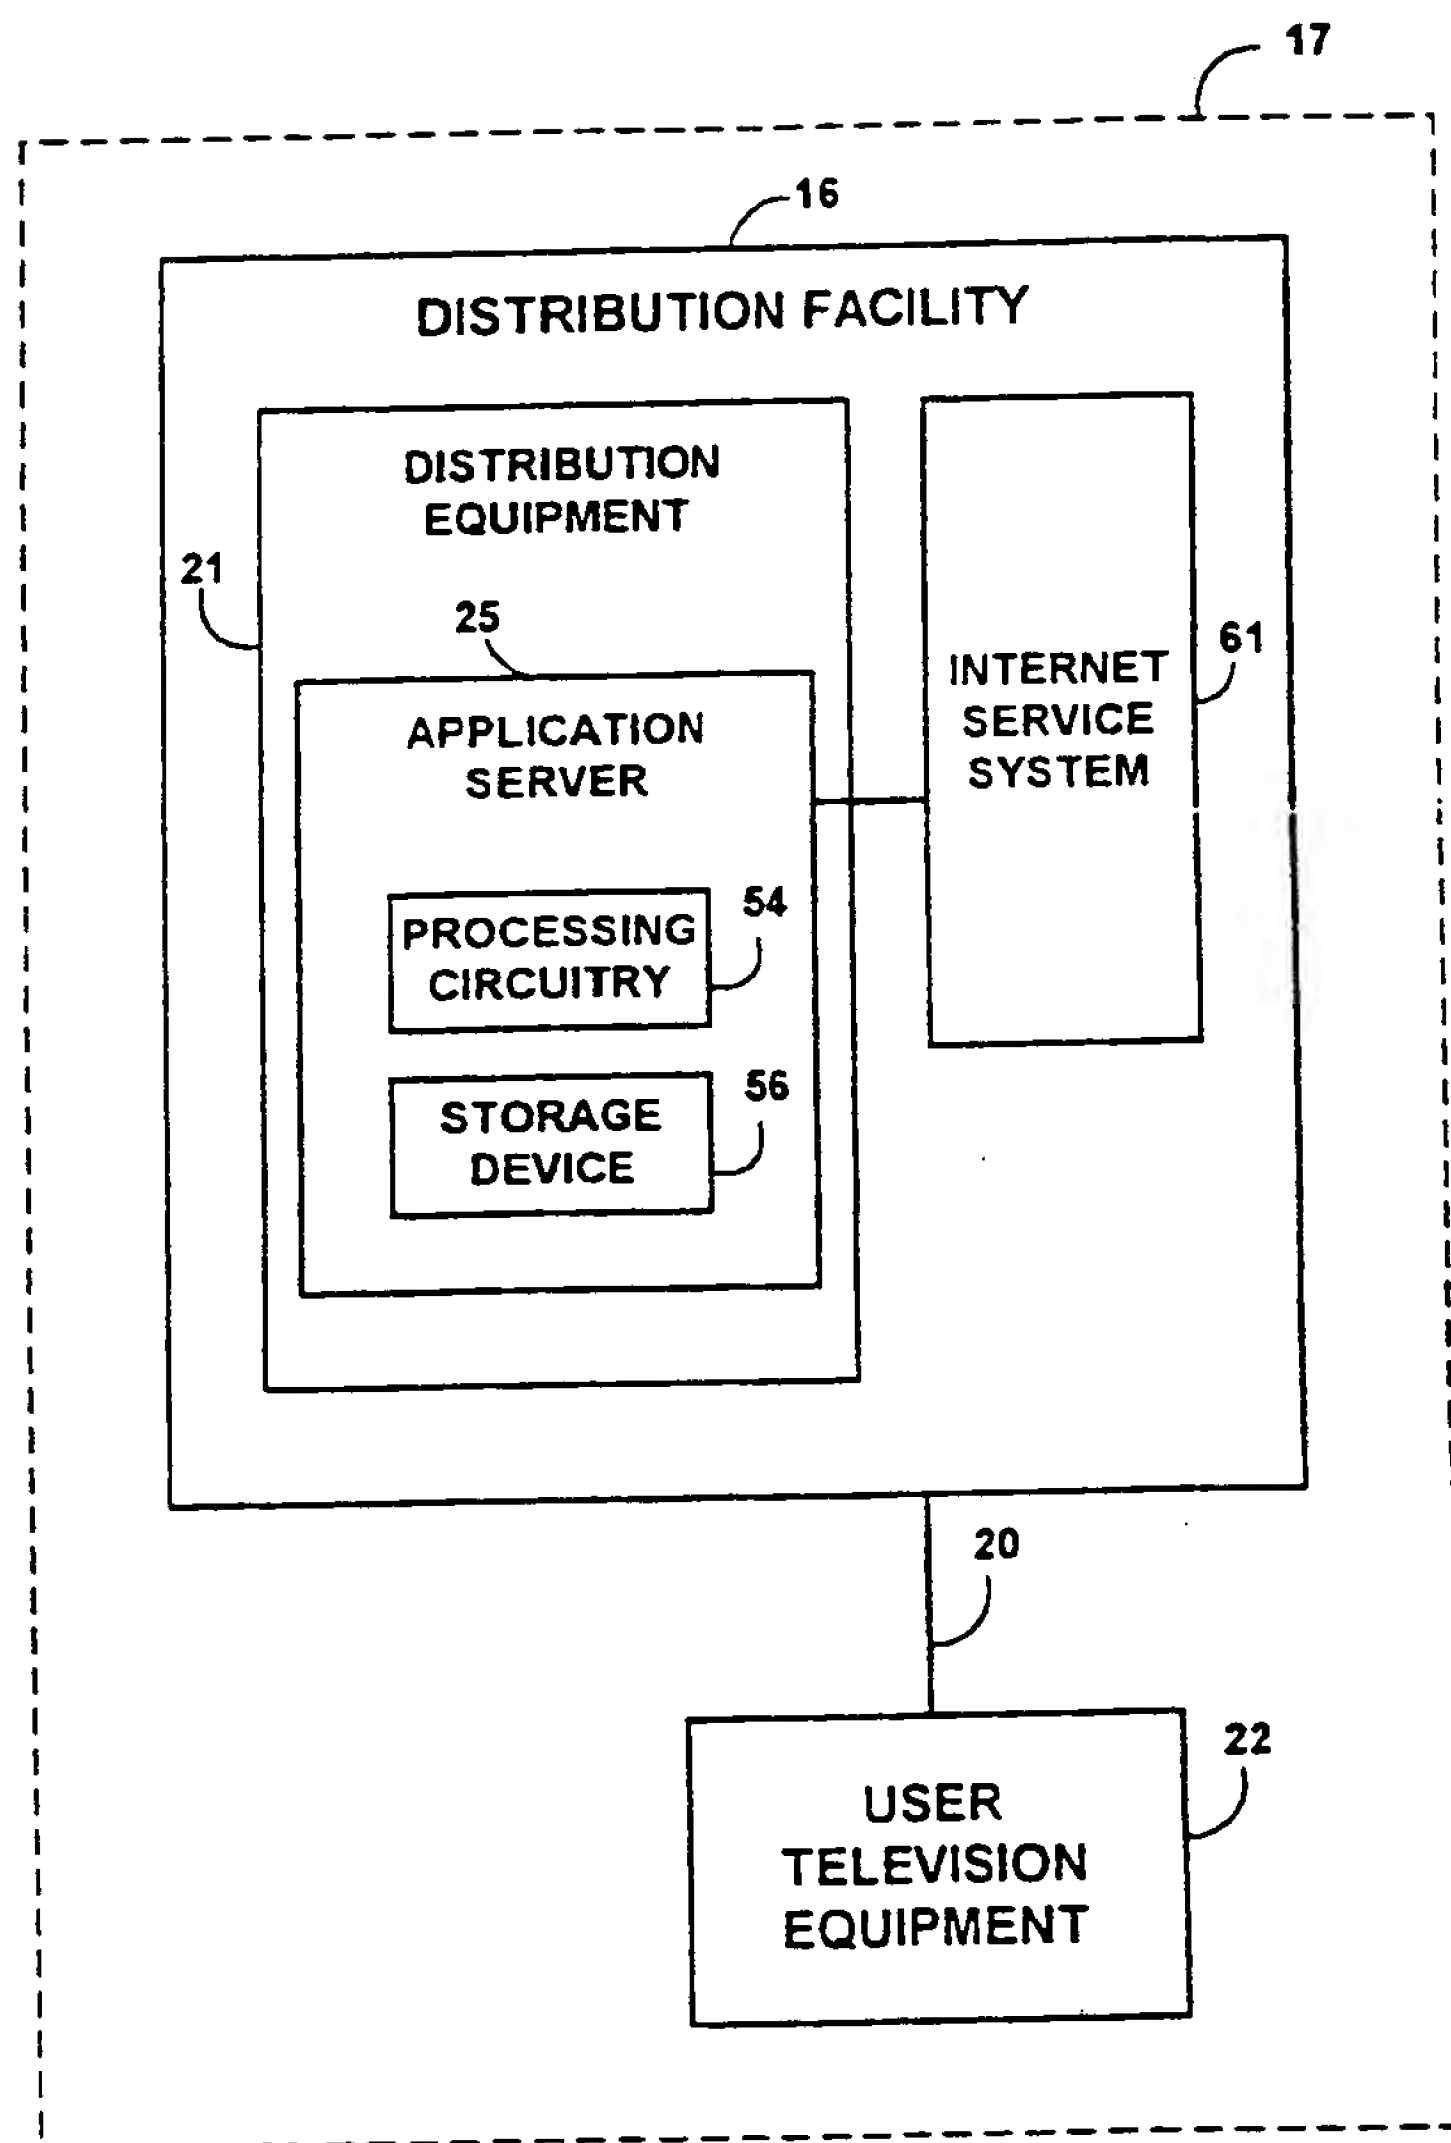 17
16
DISTRIBUTION FACILITY
DISTRIBUTION
EQUIPMENT
21
25
APPLICATION
SERVER
INTERNET
SERVICE
SYSTEM
61
PROCESSING
CIRCUITRY
54
STORAGE
DEVICE
56
20
USER
TELEVISION
EQUIPMENT
22